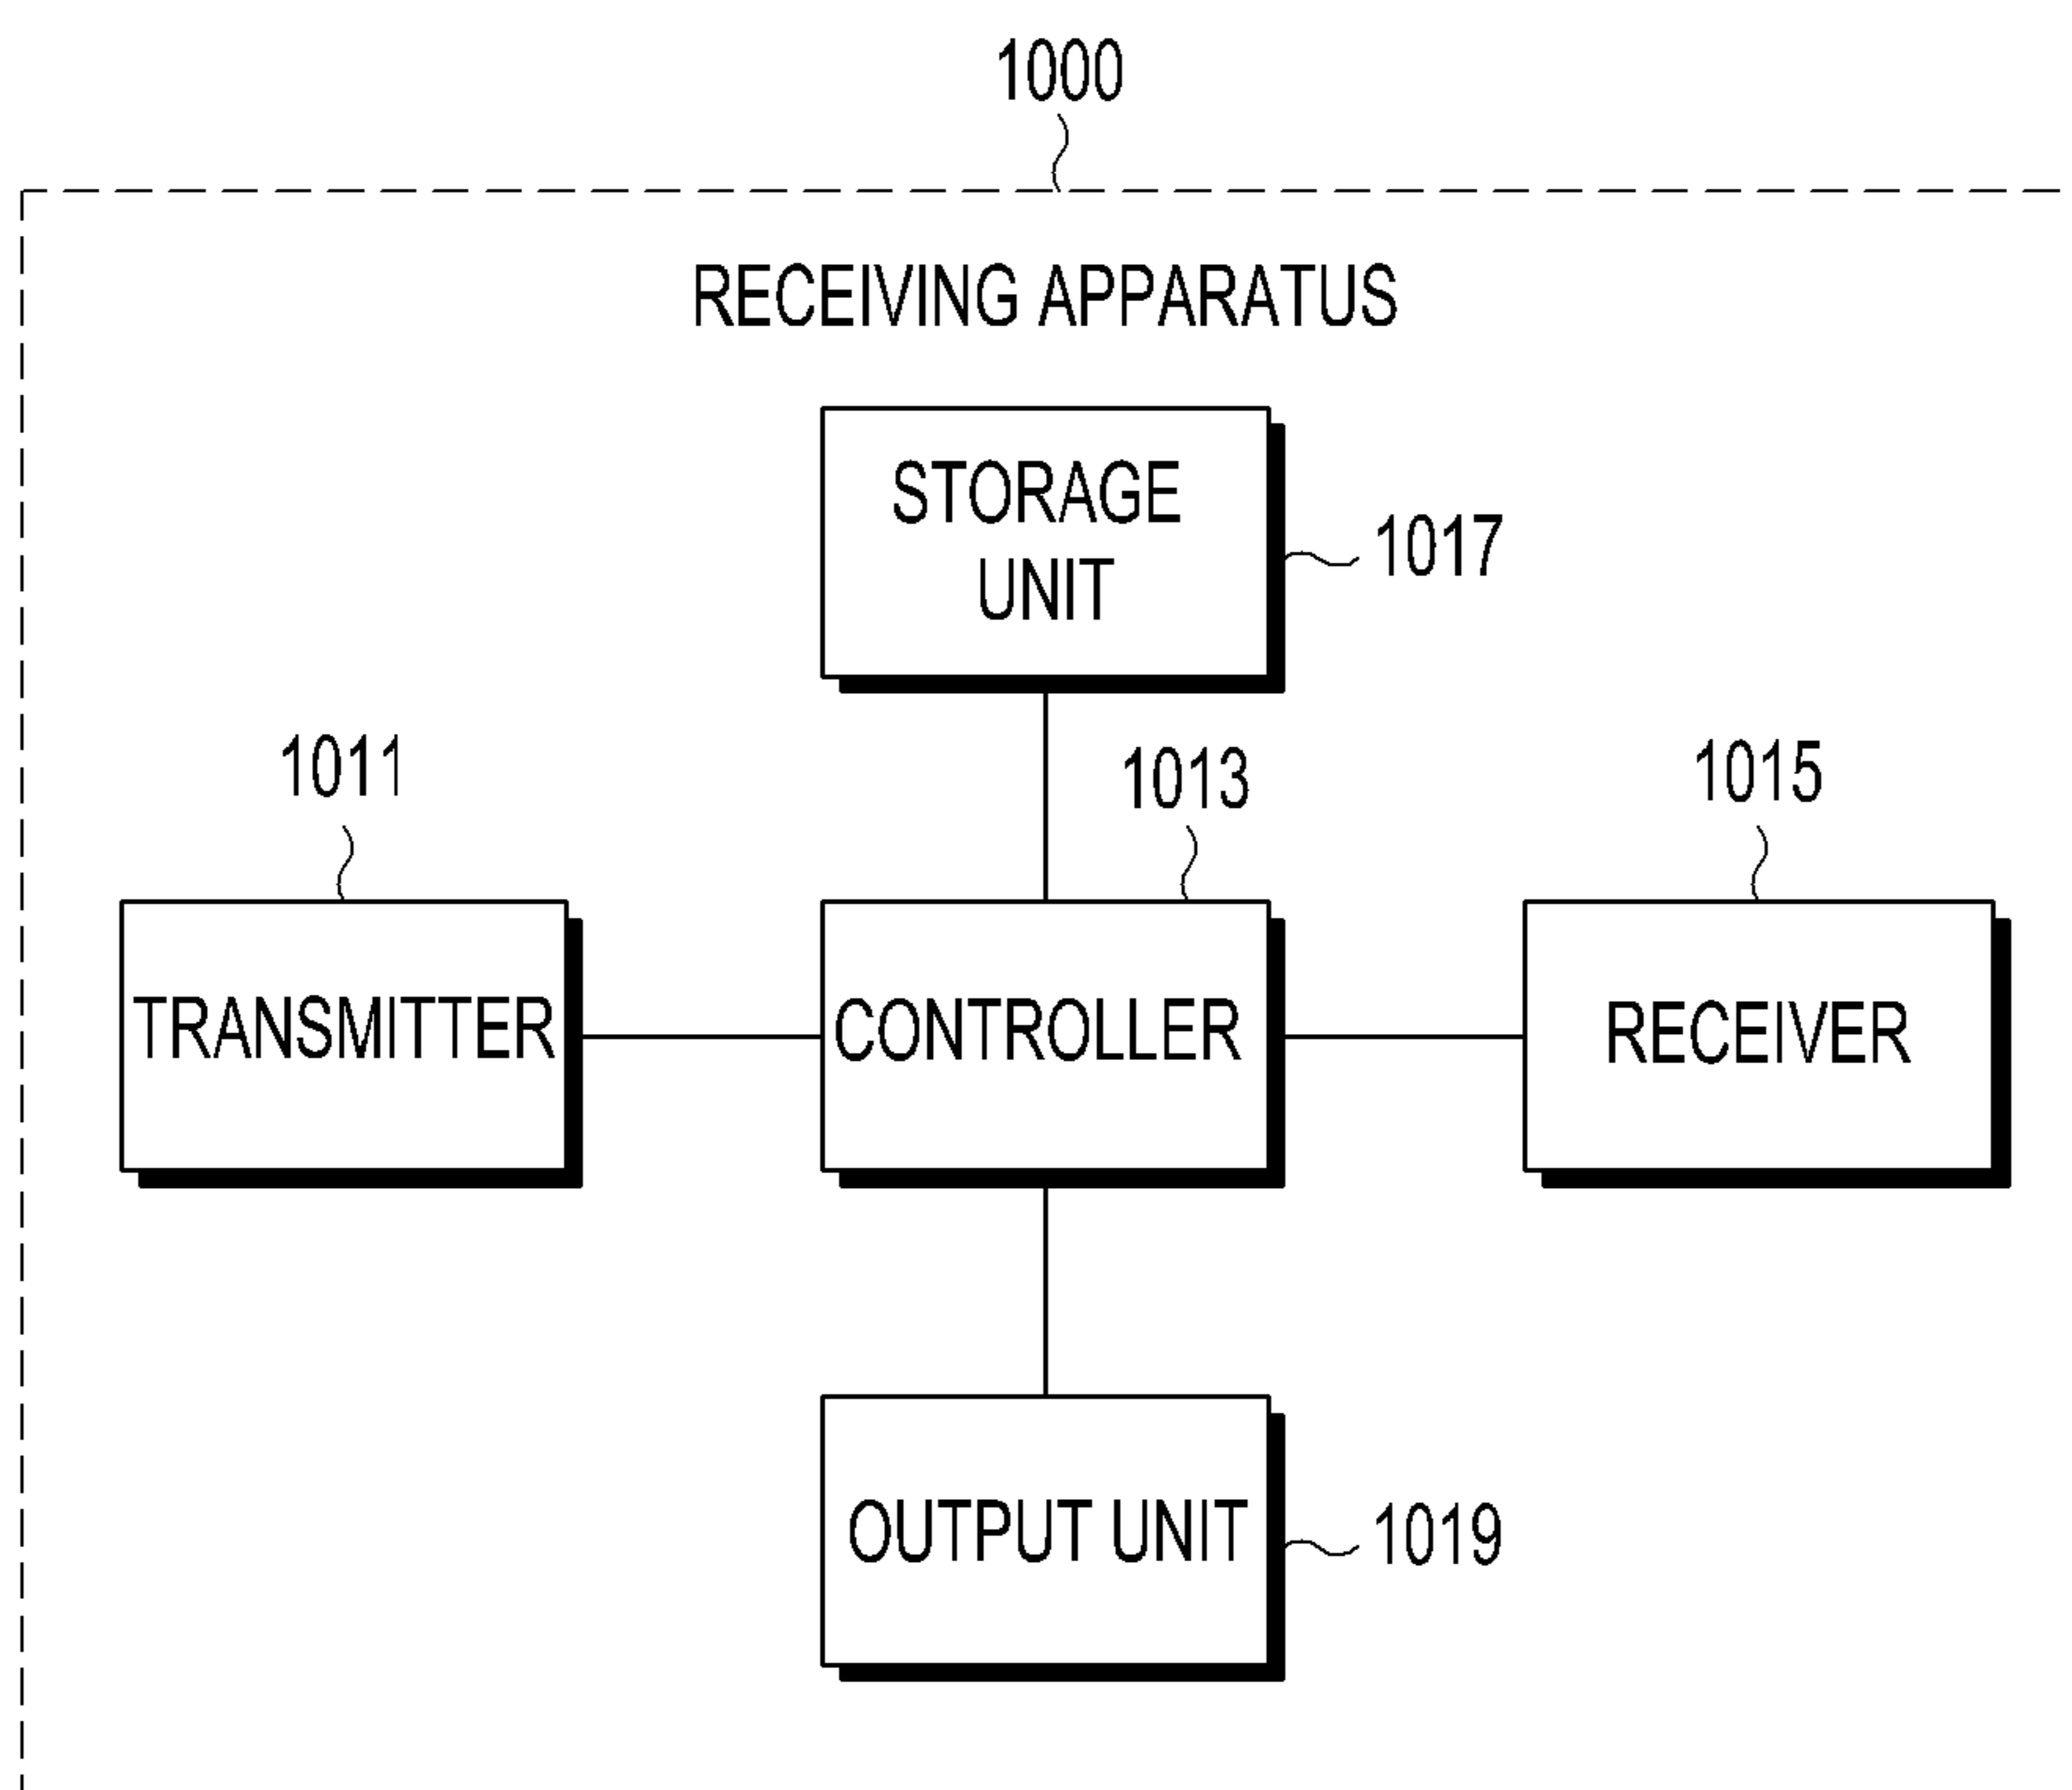 1000
RECEIVING APPARATUS
STORAGE
UNIT
1017
1011
1013
1015
TRANSMITTER
CONTROLLER
RECEIVER
OUTPUT UNIT
1019